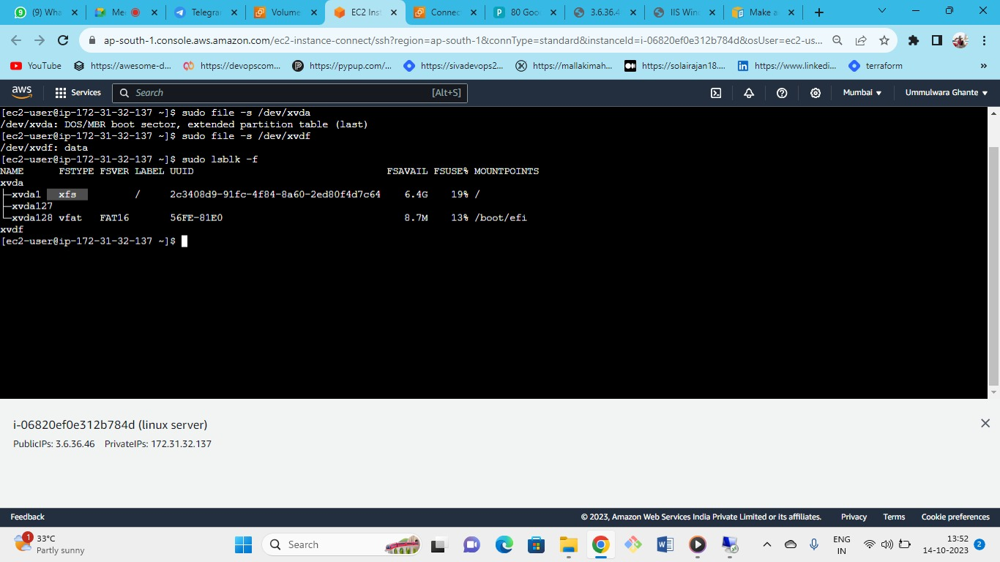 (9) Wha
Me
Telegra
Volume
EC2 Ins
Connec
80 Goo
3.6.36.4
IIS Win
Make a
ap-south-1.console.aws.amazon.com/ec2-instance-connect/ssh?region=ap-south-1&connType=standard&instanceId=i-06820ef0e312b784d&osUser=ec2-us...
YouTube
https://awesome-d...
https://devopscom...
https://pypup.com/...
https://sivadevops2...
https://mallakimah...
https://solairajan18....
https://www.linkedi...
terraform
»
aws
Services
Search
[Alt+S]
Mumbai
Ummulwara Ghante
[ec2-user@ip-172-31-32-137 ~]$ sudo file -s /dev/xvda
/dev/xvda: DOS/MBR boot sector, extended partition table (last)
[ec2-user@ip-172-31-32-137 ~]$ sudo file -s /dev/xvdf
/dev/xvdf: data
[ec2-user@ip-172-31-32-137 ~]$ sudo lsblk -f
NAME FSTYPE FSVER LABEL UUID FSAVAIL FSUSE% MOUNTPOINTS
xvda
├─xvda1 xfs / 2c3408d9-91fc-4f84-8a60-2ed80f4d7c64 6.4G 19% /
├─xvda127
└─xvda128 vfat FAT16 56FE-81E0 8.7M 13% /boot/efi
xvdf
[ec2-user@ip-172-31-32-137 ~]$
i-06820ef0e312b784d (linux server)
PublicIPs: 3.6.36.46 PrivateIPs: 172.31.32.137
Feedback
© 2023, Amazon Web Services India Private Limited or its affiliates.
Privacy
Terms
Cookie preferences
1
33°C
Partly sunny
Search
ENG
IN
13:52
14-10-2023
2